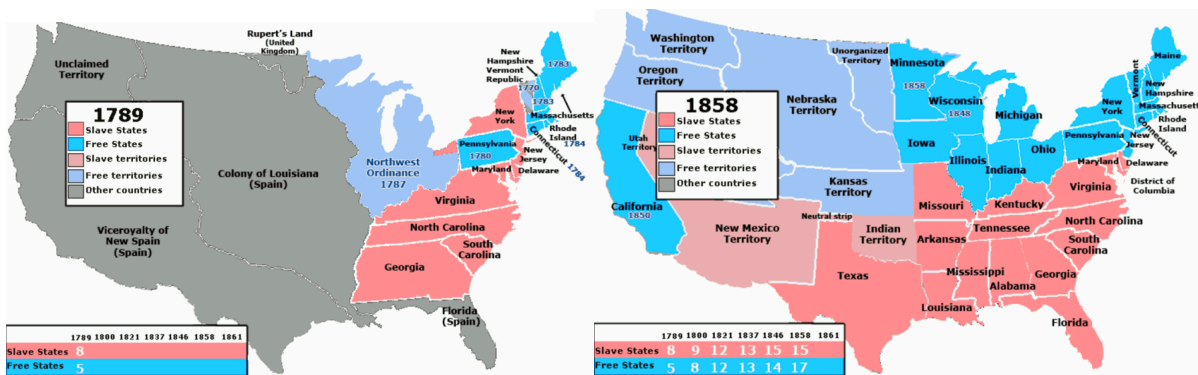 Rupert's Land
(United
Kingdom)
Unclaimed
Territory
1789
Slave States
Free States
Slave territories
Free territories
Other countries
New
Hampshire
Vermont
Republic
1783
1770
1783
Massachusetts
New
York
Rhode
Island
1784
Connecticut 1784
Pennsylvania
1780
New
Jersey
Maryland
Delaware
Northwest
Ordinance
1787
Colony of Louisiana
(Spain)
Virginia
Viceroyalty of
New Spain
(Spain)
North Carolina
South
Carolina
Georgia
Florida
(Spain)
1789 1800 1821 1837 1846 1858 1861
Slave States 8
Free States 5
Washington
Territory
Oregon
Territory
Unorganized
Territory
Minnesota
1858
Wisconsin
1848
Michigan
Vermont
Maine
New
Hampshire
Massachusetts
New
York
Rhode
Island
Connecticut
1858
Slave States
Free States
Slave territories
Free territories
Other countries
Nebraska
Territory
Utah
Territory
Iowa
Illinois
Indiana
Ohio
Pennsylvania
New
Jersey
Maryland
Delaware
District of
Columbia
California
1850
Kansas
Territory
Missouri
Kentucky
Virginia
Neutral strip
New Mexico
Territory
Indian
Territory
Arkansas
Tennessee
North Carolina
South
Carolina
Texas
Mississippi
Alabama
Georgia
Louisiana
Florida
1789 1800 1821 1837 1846 1858 1861
Slave States 8 9 12 13 15 15
Free States 5 8 12 13 14 17